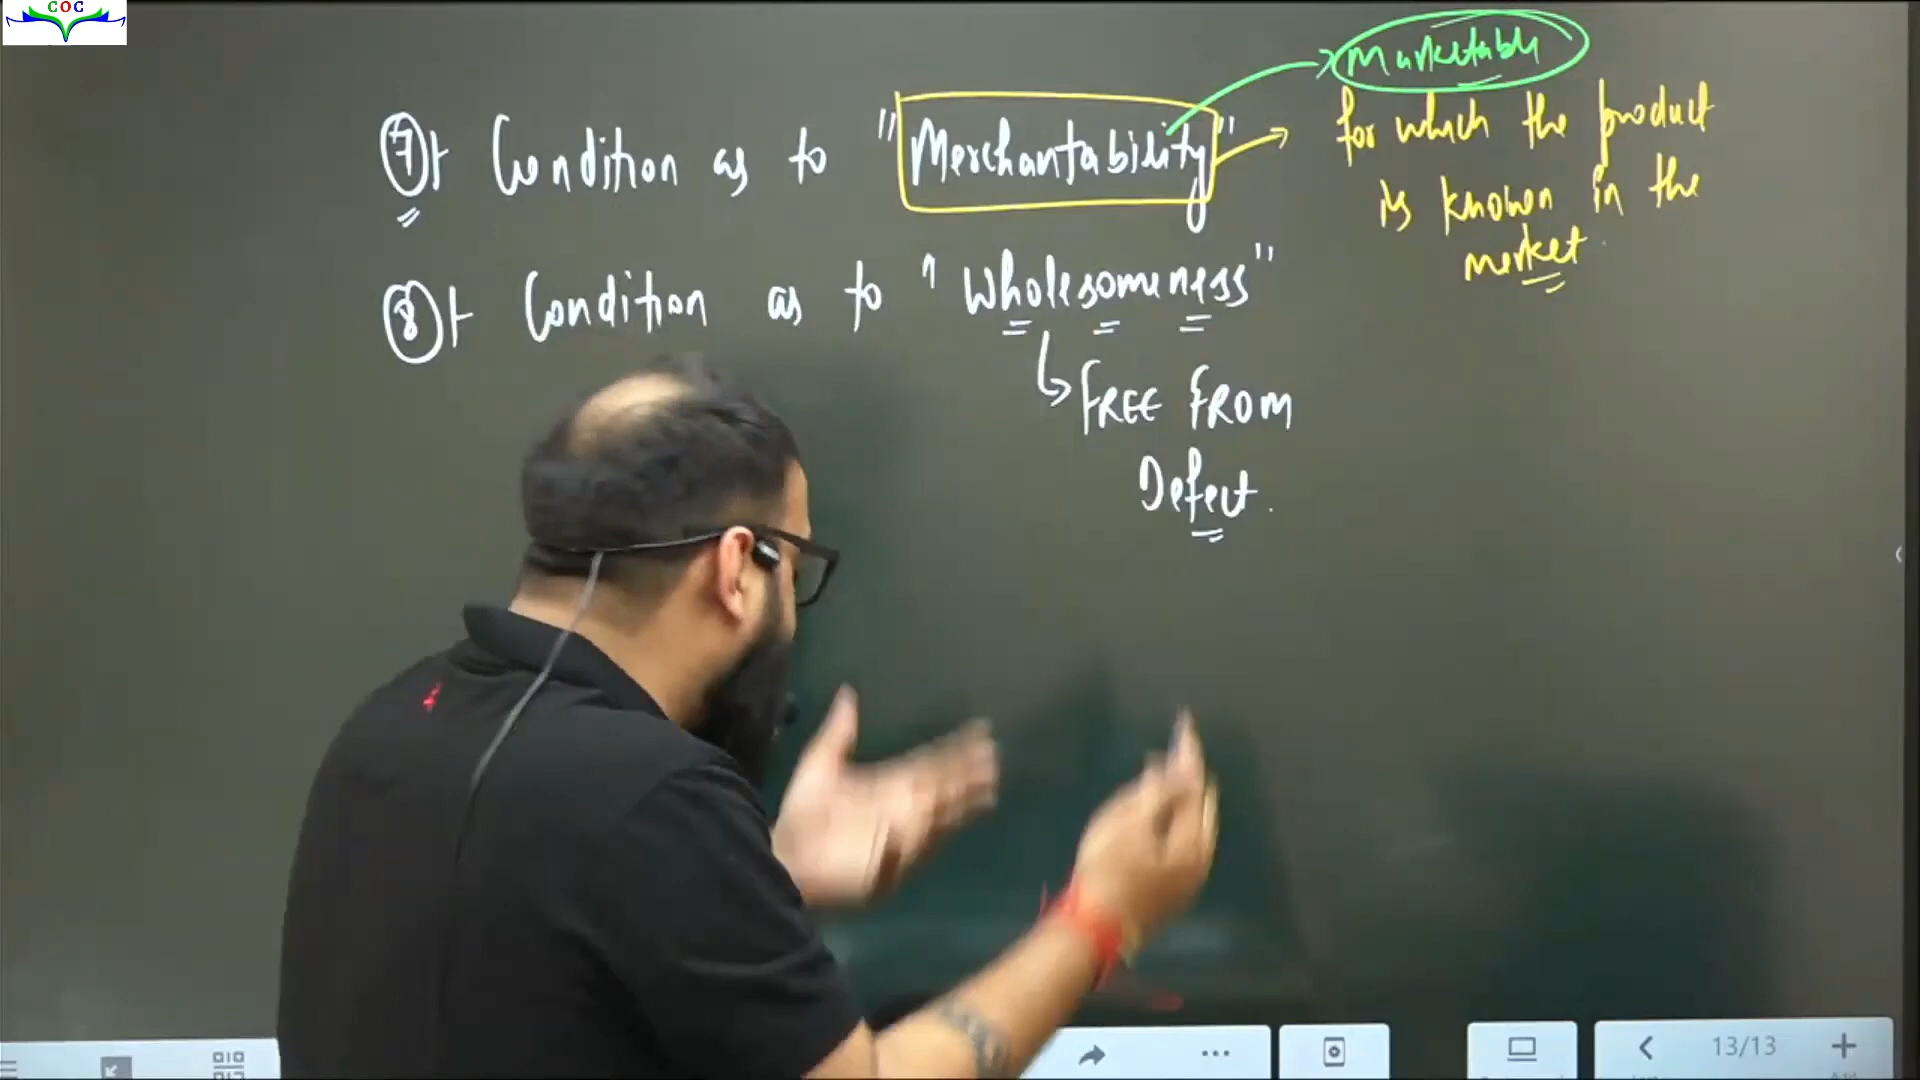 COC
Marketable
⑦ Condition as to "Merchantability"
for which the product
is known in the
market.
⑧ Condition as to "Wholesomeness"
FREE FROM
Defect.
13/13